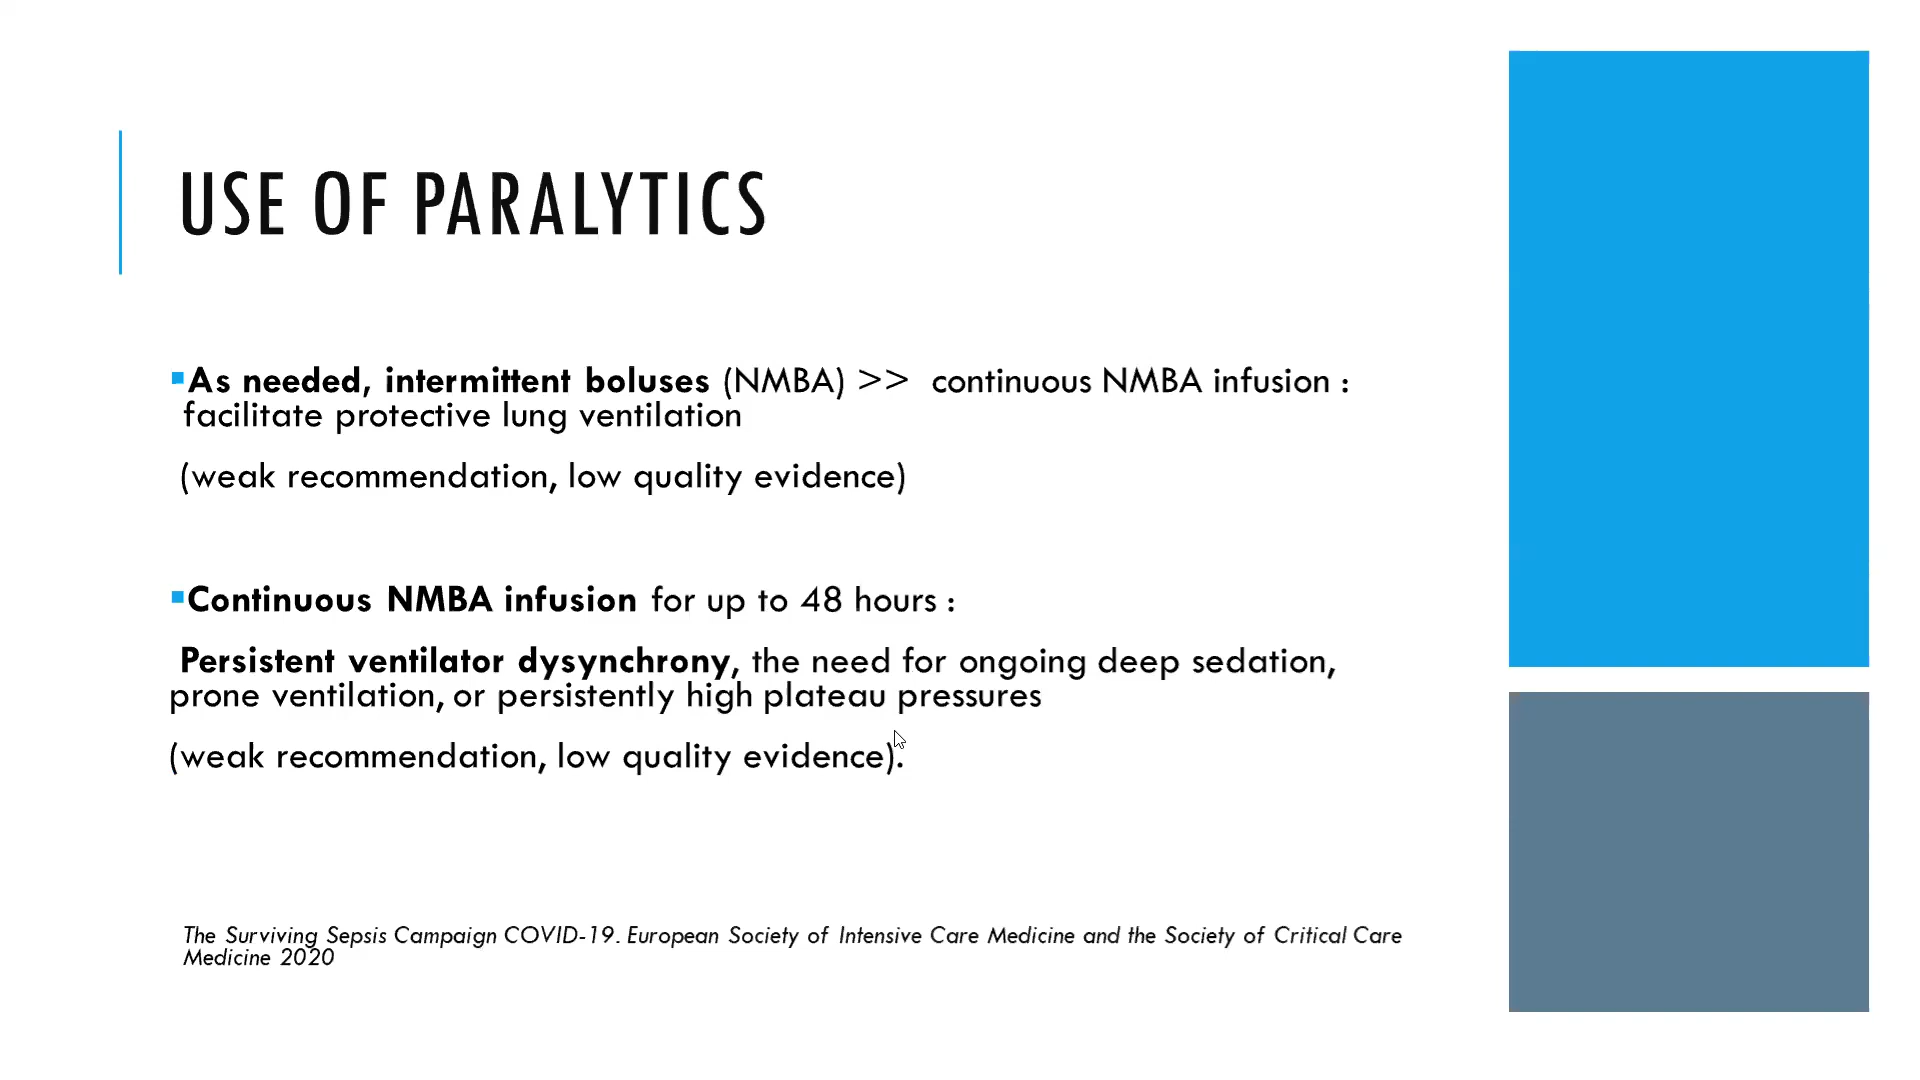 USE OF PARALYTICS
▪As needed, intermittent boluses (NMBA) >> continuous NMBA infusion :
facilitate protective lung ventilation
(weak recommendation, low quality evidence)
▪Continuous NMBA infusion for up to 48 hours :
Persistent ventilator dysynchrony, the need for ongoing deep sedation,
prone ventilation, or persistently high plateau pressures
(weak recommendation, low quality evidence).
The Surviving Sepsis Campaign COVID-19. European Society of Intensive Care Medicine and the Society of Critical Care
Medicine 2020